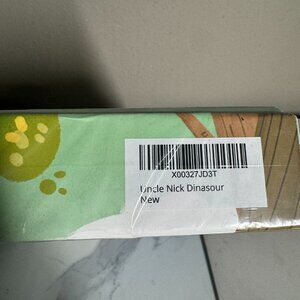 X00327JD3T
Uncle Nick Dinasour
New